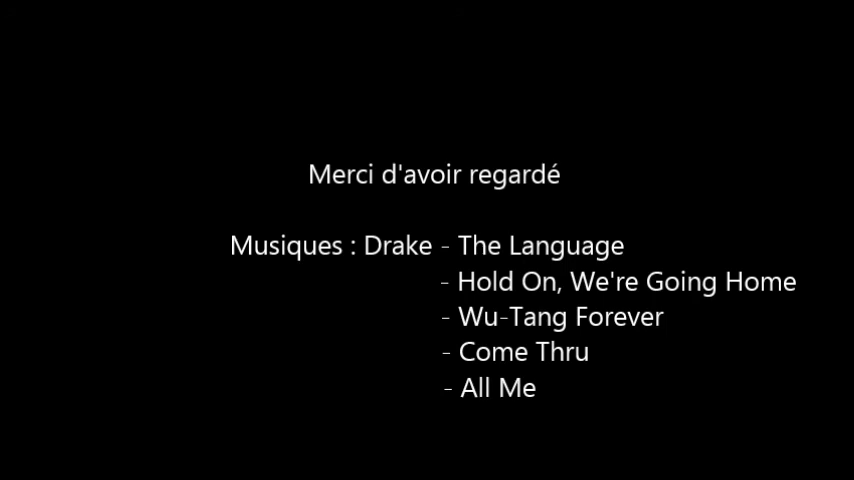 Merci d'avoir regardé
Musiques : Drake - The Language
- Hold On, We're Going Home
- Wu-Tang Forever
- Come Thru
- All Me